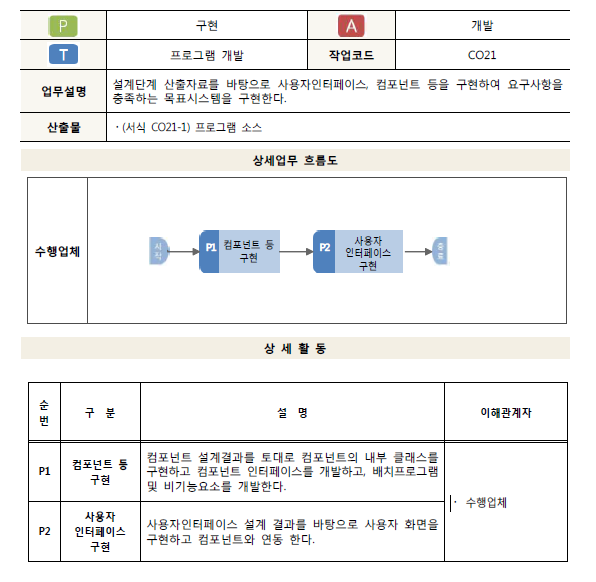 P 구현 A 개발
T 프로그램 개발 작업코드 CO21
업무설명 설계단계 산출자료를 바탕으로 사용자인터페이스, 컴포넌트 등을 구현하여 요구사항을
충족하는 목표시스템을 구현한다.
산출물 ·(서식 CO21-1) 프로그램 소스
상세업무 흐름도
수행업체
시작
P1 컴포넌트 등
구현
P2 사용자
인터페이스
구현
종료
상 세 활 동
순
번
구 분
설 명
이해관계자
P1
컴포넌트 등
구현
컴포넌트 설계결과를 토대로 컴포넌트의 내부 클래스를
구현하고 컴포넌트 인터페이스를 개발하고, 배치프로그램
및 비기능요소를 개발한다.
P2
사용자
인터페이스
구현
사용자인터페이스 설계 결과를 바탕으로 사용자 화면을
구현하고 컴포넌트와 연동 한다.
· 수행업체